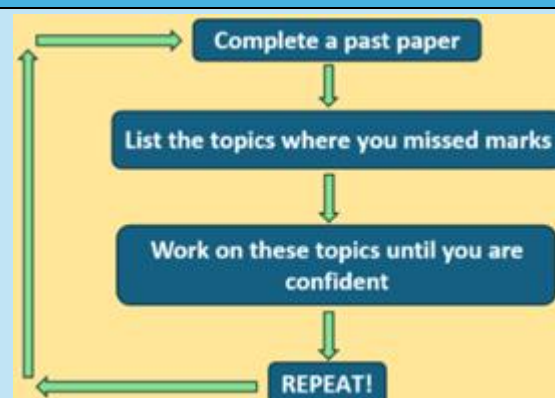 Complete a past paper
List the topics where you missed marks
Work on these topics until you are
confident
REPEAT!